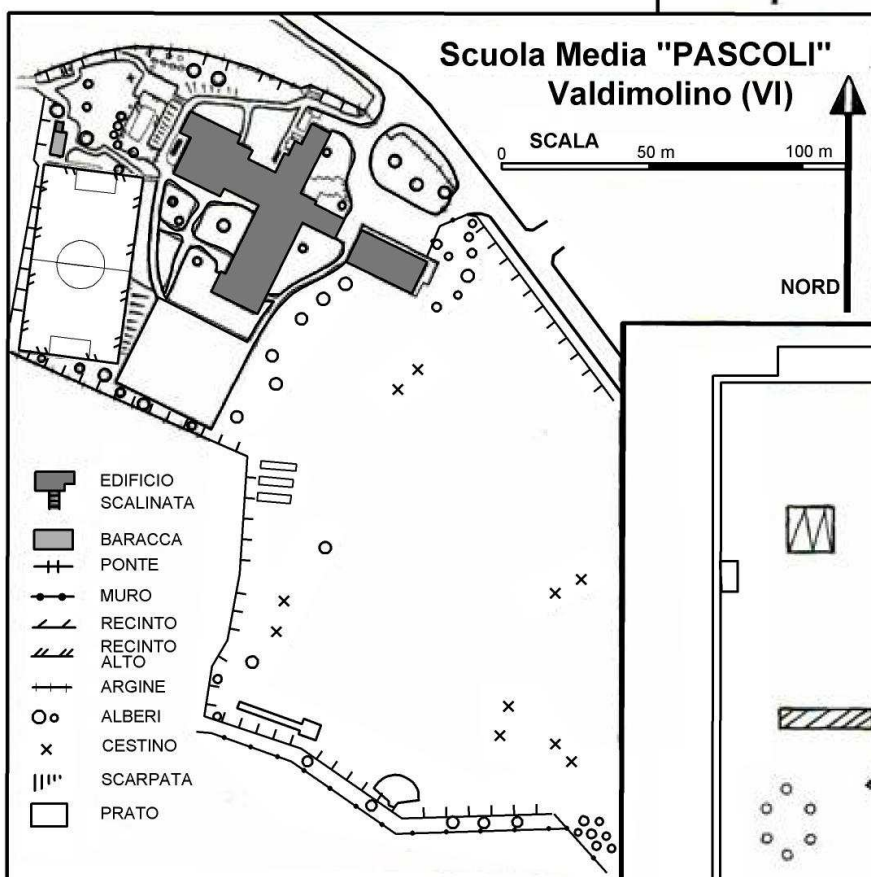 Scuola Media "PASCOLI"
Valdimolino (VI)
SCALA
0 50 m 100 m
NORD
EDIFICIO
SCALINATA
BARACCA
PONTE
MURO
RECINTO
RECINTO
ALTO
ARGINE
ALBERI
CESTINO
SCARPATA
PRATO